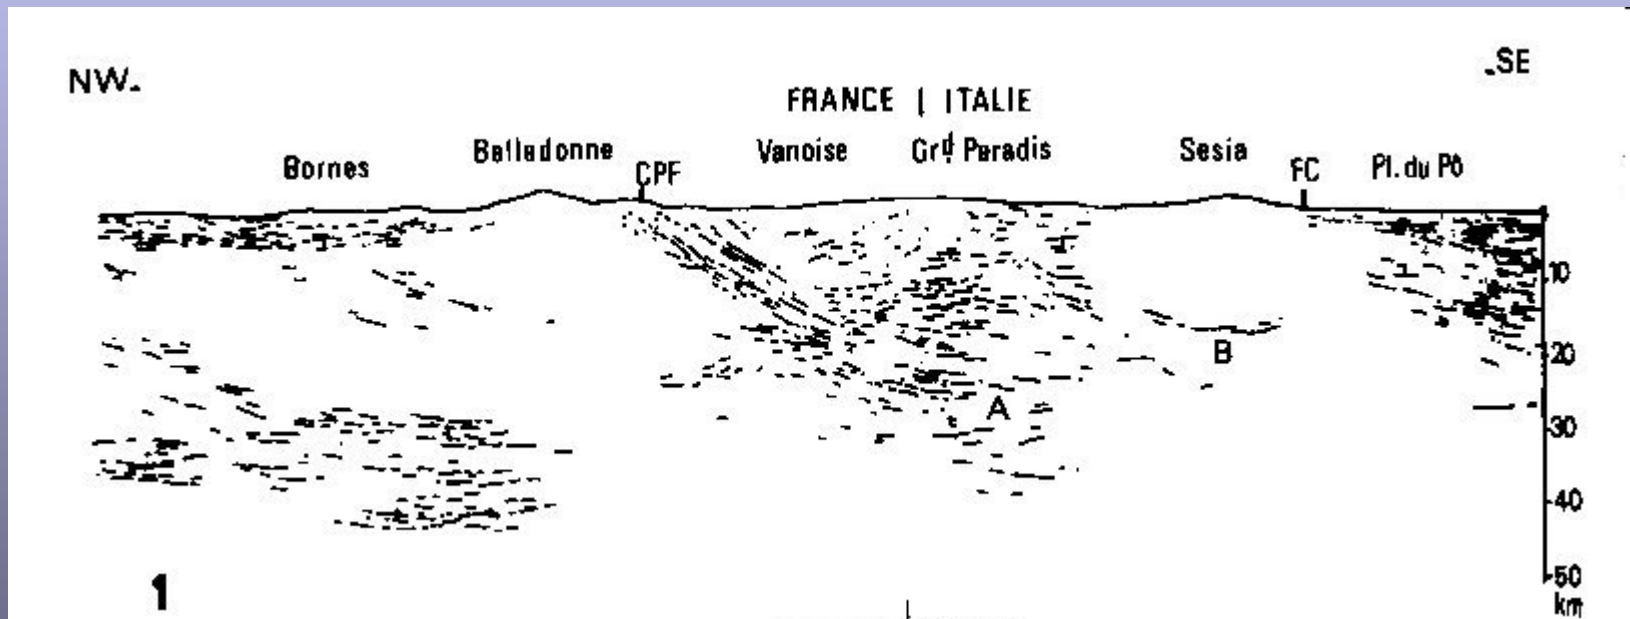 NW.
SE
FRANCE | ITALIE
Bornes
Belledonne
CPF
Vanoise
Grd Paradis
Sesia
FC
Pl. du Pô
10
20
30
40
50
km
A
B
1